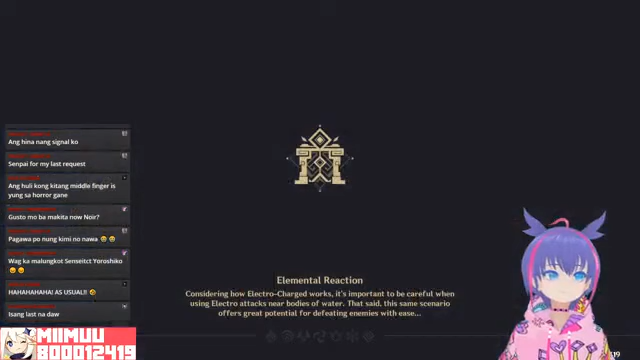 Ang hina nang signal ko
Senpai for my last request
Ang huli kong kitang middle finger is
yung sa horror gane
Gusto mo ba makita now Noir?
Pagawa po nung kimi no nawa
Wag ka malungkot Senseitct Yoroshiko
HAHAHAHAHA! AS USUAL!!
Isang last na daw
Elemental Reaction
Considering how Electro-Charged works, it's important to be careful when
using Electro attacks near bodies of water. That said, this same scenario
offers great potential for defeating enemies with ease...
MIIMUU
800012419